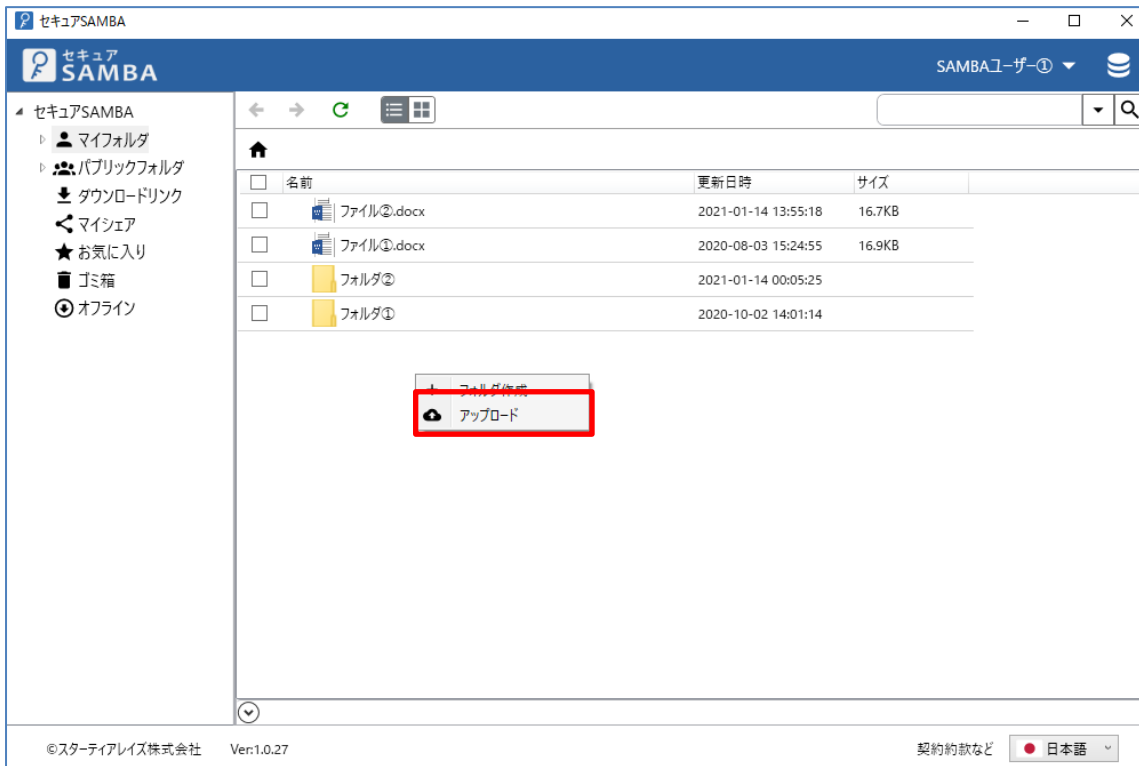 セキュアSAMBA
セキュア
SAMBA
SAMBAユーザー①
セキュアSAMBA
マイフォルダ
パブリックフォルダ
ダウンロードリンク
マイシェア
お気に入り
ゴミ箱
オフライン
名前 更新日時 サイズ
ファイル②.docx 2021-01-14 13:55:18 16.7KB
ファイル①.docx 2020-08-03 15:24:55 16.9KB
フォルダ② 2021-01-14 00:05:25
フォルダ① 2020-10-02 14:01:14
フォルダ作成
アップロード
©スターティアレイズ株式会社 Ver:1.0.27 契約約款など 日本語